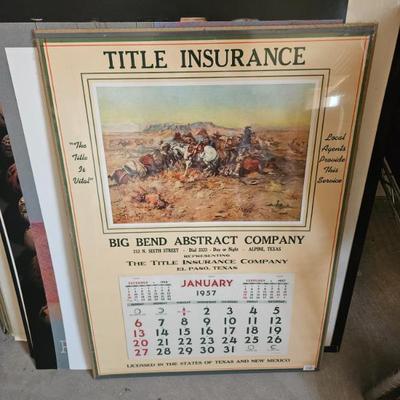 TITLE INSURANCE
"The Title Is Vital"
Local Agents Provide This Service
BIG BEND ABSTRACT COMPANY
Day or Night - ALPINE, TEXAS
REPRESENTING
THE TITLE INSURANCE COMPANY
EL PASO, TEXAS
JANUARY
1957
1 2 3 4 5
6 7 8 9 10 11 12
13 14 15 16 17 18 19
20 21 22 23 24 25 26
27 28 29 30 31
LICENSED IN THE STATES OF TEXAS AND NEW MEXICO